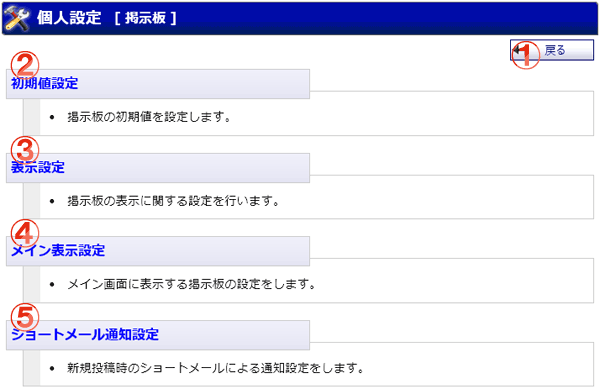 個人設定 [ 掲示板 ]
① 戻る
②
初期値設定
• 掲示板の初期値を設定します。
③
表示設定
• 掲示板の表示に関する設定を行います。
④
メイン表示設定
• メイン画面に表示する掲示板の設定をします。
⑤
ショートメール通知設定
• 新規投稿時のショートメールによる通知設定をします。